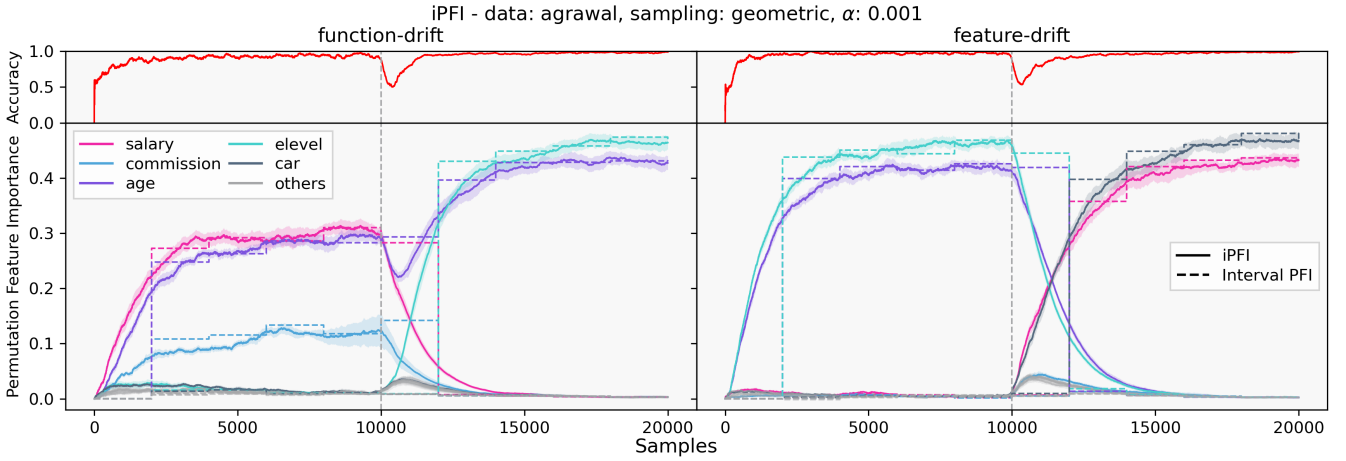 iPFI - data: agrawal, sampling: geometric, α: 0.001
function-drift
feature-drift
Accuracy
1.0
0.5
0.0
1.0
0.5
0.0
Permutation Feature Importance
0.4
0.3
0.2
0.1
0.0
salary
commission
age
elevel
car
others
iPFI
Interval PFI
0 5000 10000 15000 20000
0 5000 10000 15000 20000
Samples